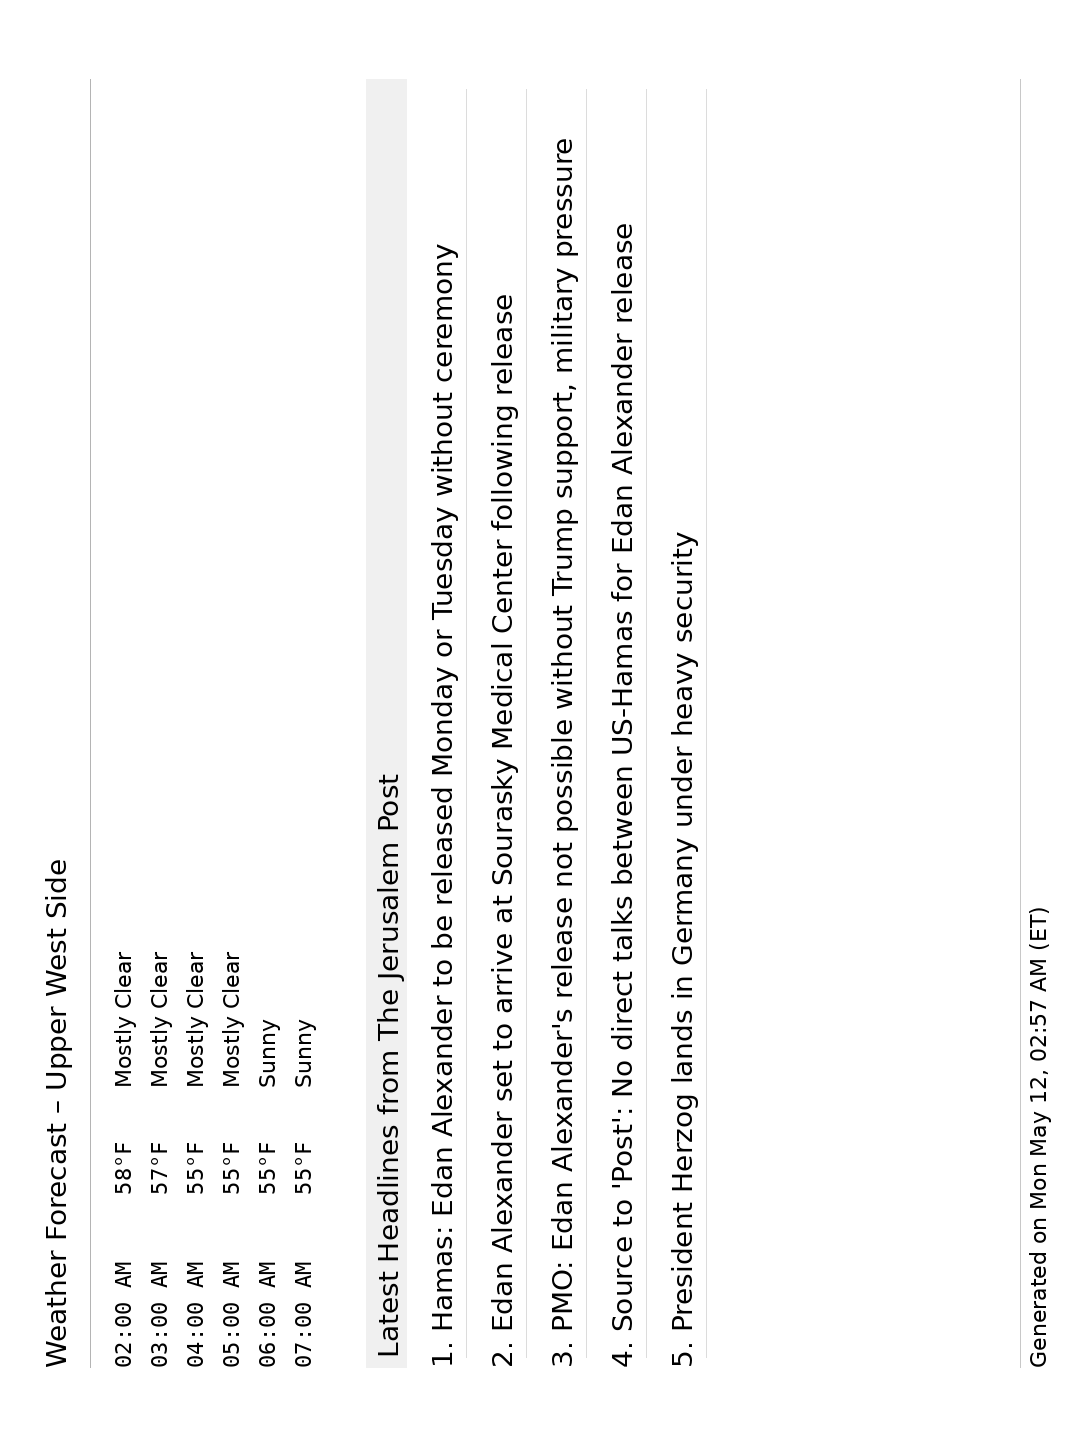 Weather Forecast – Upper West Side
02:00 AM 58°F Mostly Clear
03:00 AM 57°F Mostly Clear
04:00 AM 55°F Mostly Clear
05:00 AM 55°F Mostly Clear
06:00 AM 55°F Sunny
07:00 AM 55°F Sunny
Latest Headlines from The Jerusalem Post
1. Hamas: Edan Alexander to be released Monday or Tuesday without ceremony
2. Edan Alexander set to arrive at Sourasky Medical Center following release
3. PMO: Edan Alexander's release not possible without Trump support, military pressure
4. Source to 'Post': No direct talks between US-Hamas for Edan Alexander release
5. President Herzog lands in Germany under heavy security
Generated on Mon May 12, 02:57 AM (ET)